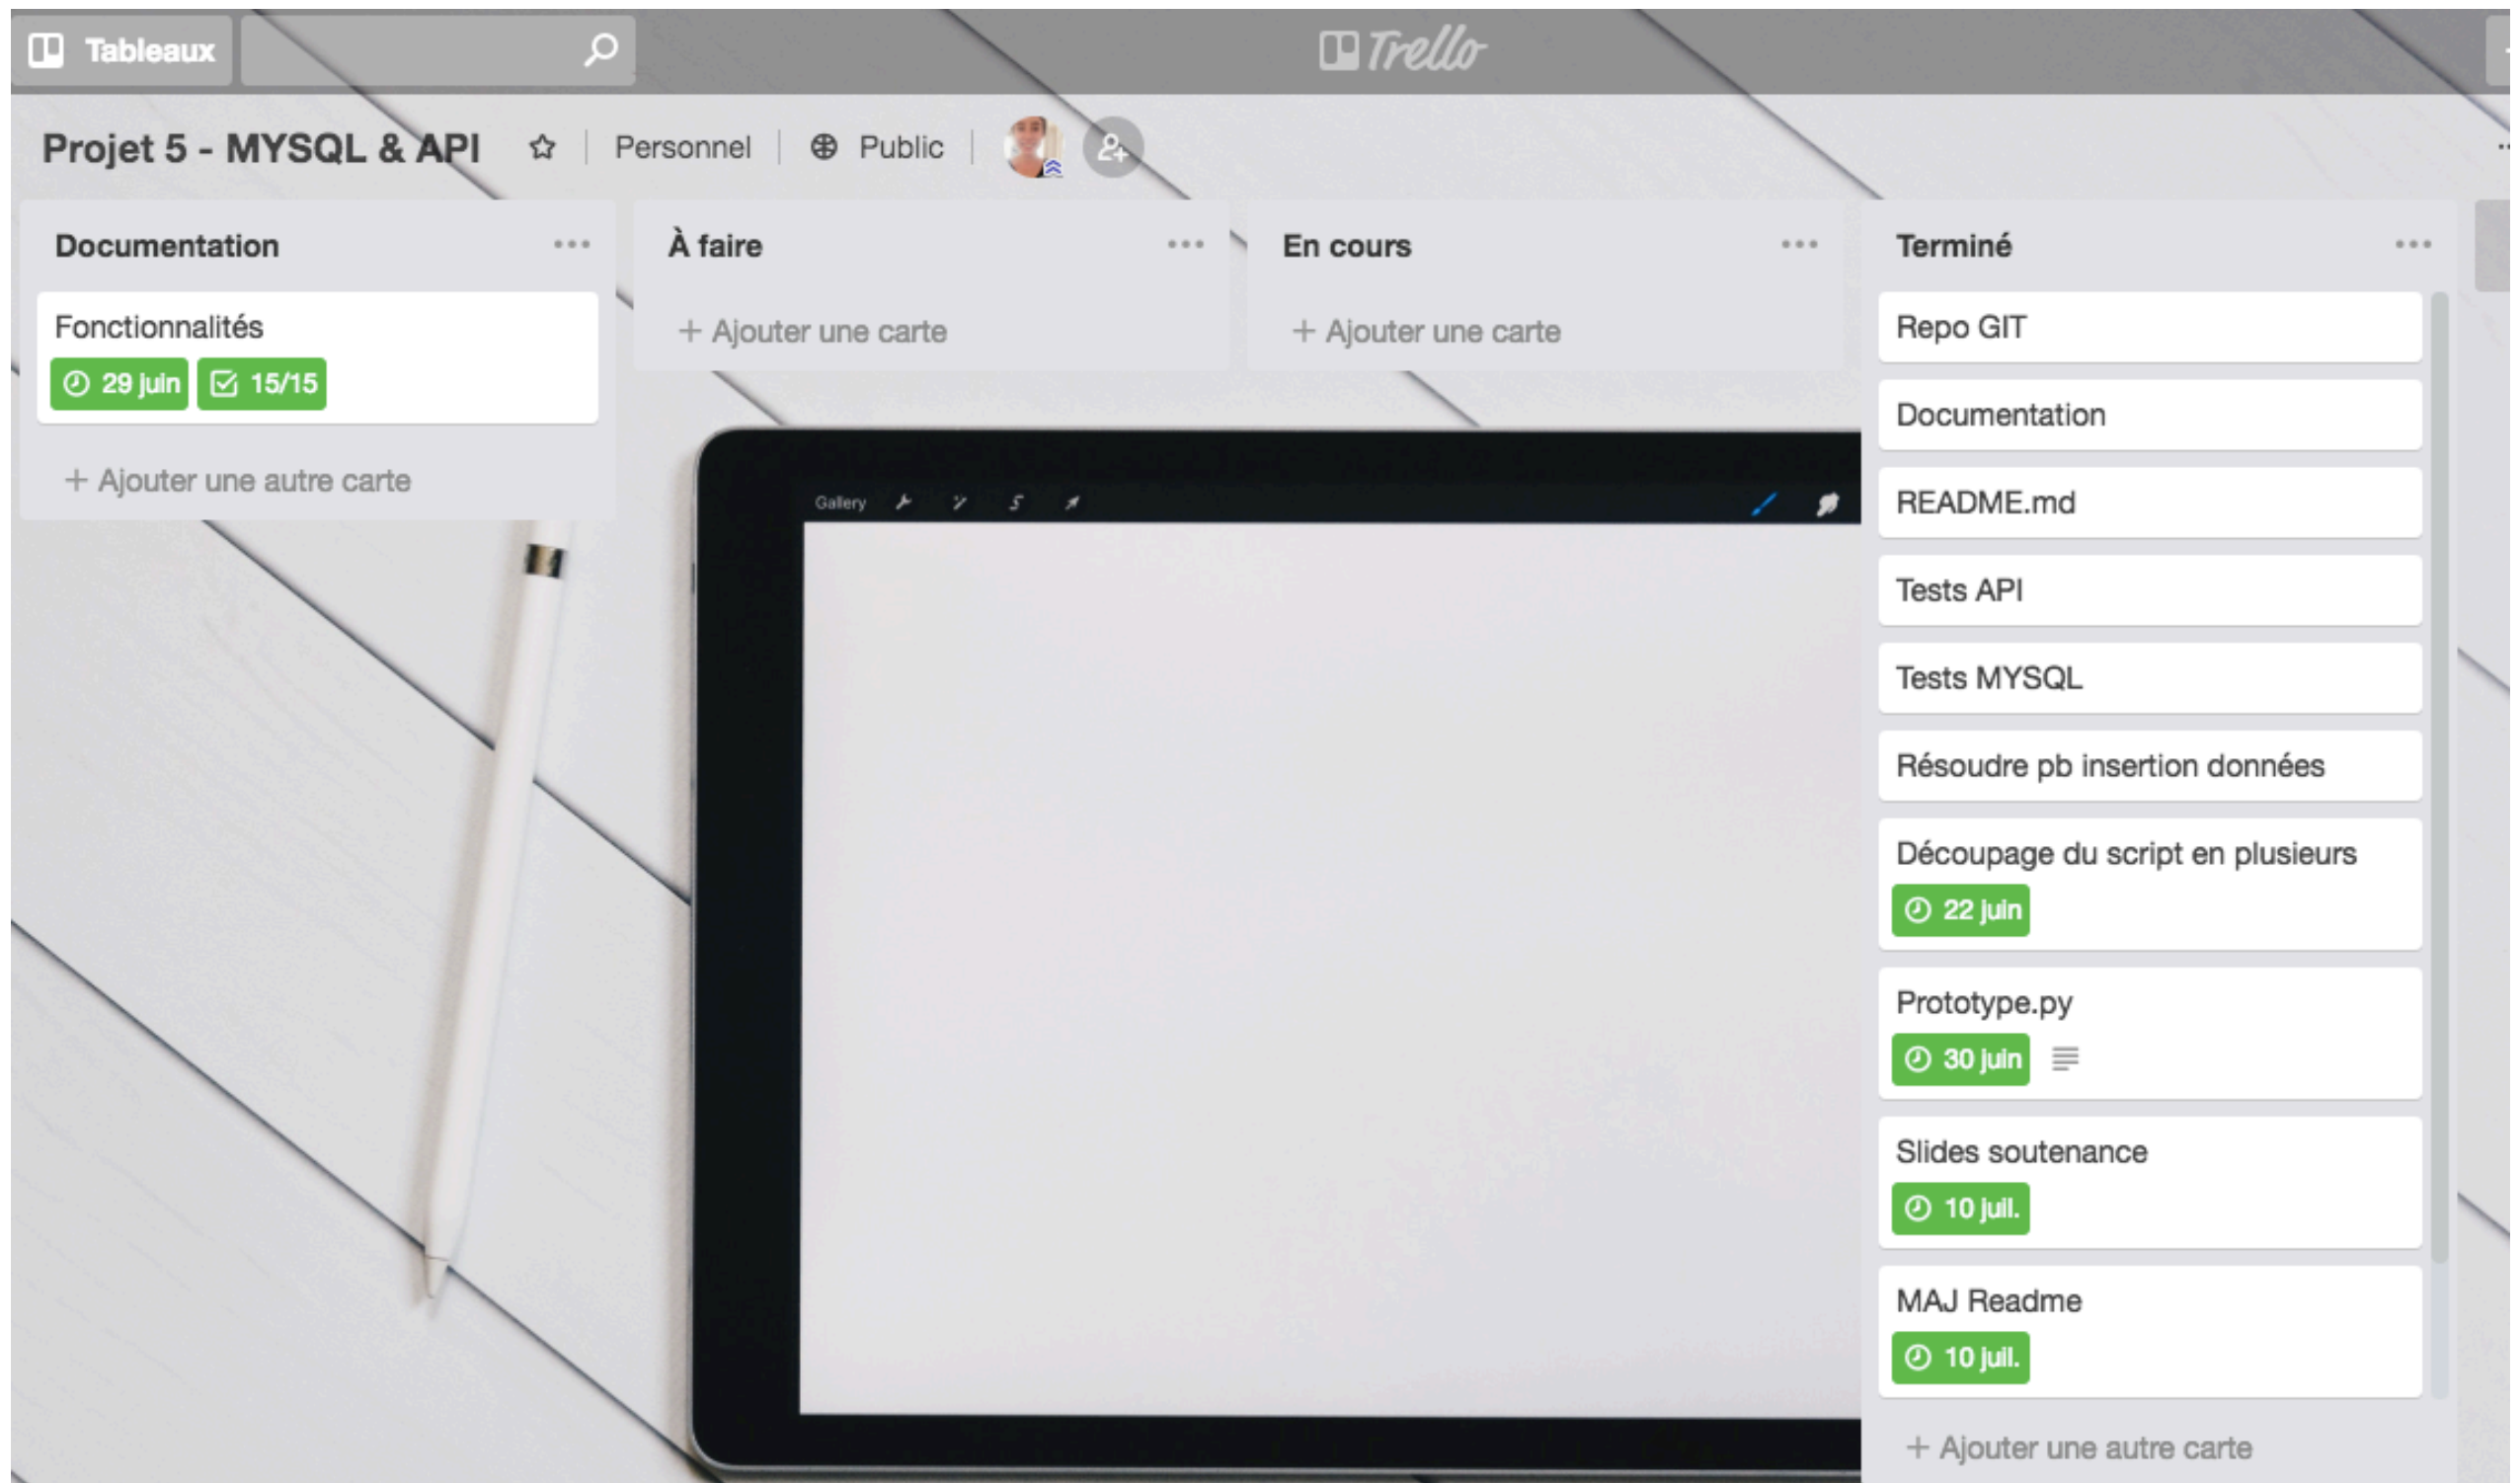 Tableaux
Trello
Projet 5 - MYSQL & API
Personnel
Public
Documentation
Fonctionnalités
29 juin
15/15
+ Ajouter une autre carte
À faire
+ Ajouter une carte
En cours
+ Ajouter une carte
Gallery
Terminé
Repo GIT
Documentation
README.md
Tests API
Tests MYSQL
Résoudre pb insertion données
Découpage du script en plusieurs
22 juin
Prototype.py
30 juin
Slides soutenance
10 juil.
MAJ Readme
10 juil.
+ Ajouter une autre carte